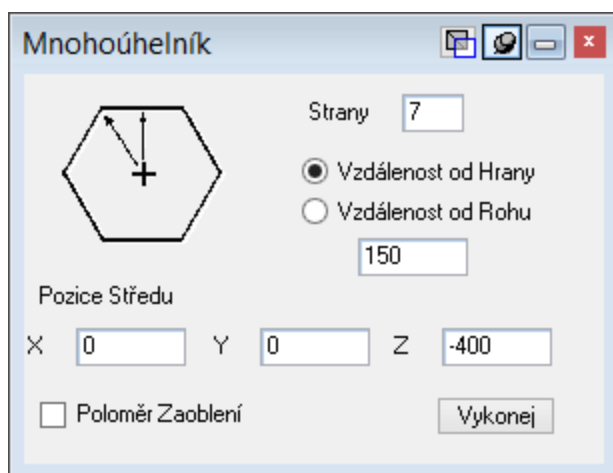 Mnohoúhelník
Strany 7
Vzdálenost od Hrany
Vzdálenost od Rohu
150
Pozice Středu
X 0 Y 0 Z -400
Poloměr Zaoblení Vykonej